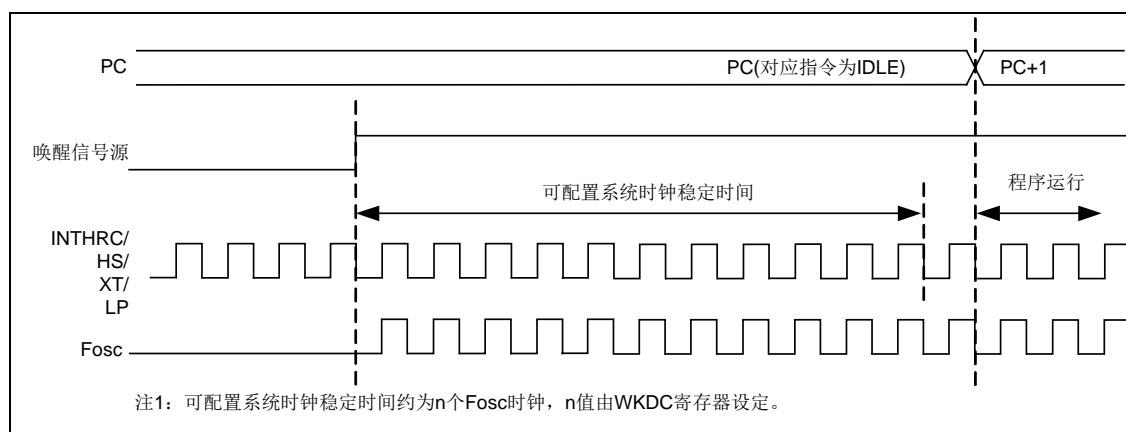 PC
PC(对应指令为IDLE)
PC+1
唤醒信号源
可配置系统时钟稳定时间
程序运行
INTHRC/
HS/
XT/
LP
Fosc
注1：可配置系统时钟稳定时间约为n个Fosc时钟，n值由WKDC寄存器设定。